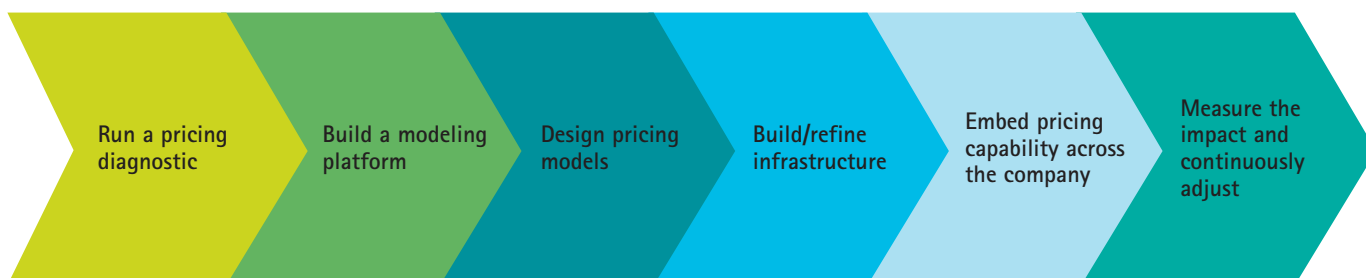 Run a pricing
diagnostic
Build a modeling
platform
Design pricing
models
Build/refine
infrastructure
Embed pricing
capability across
the company
Measure the
impact and
continuously
adjust